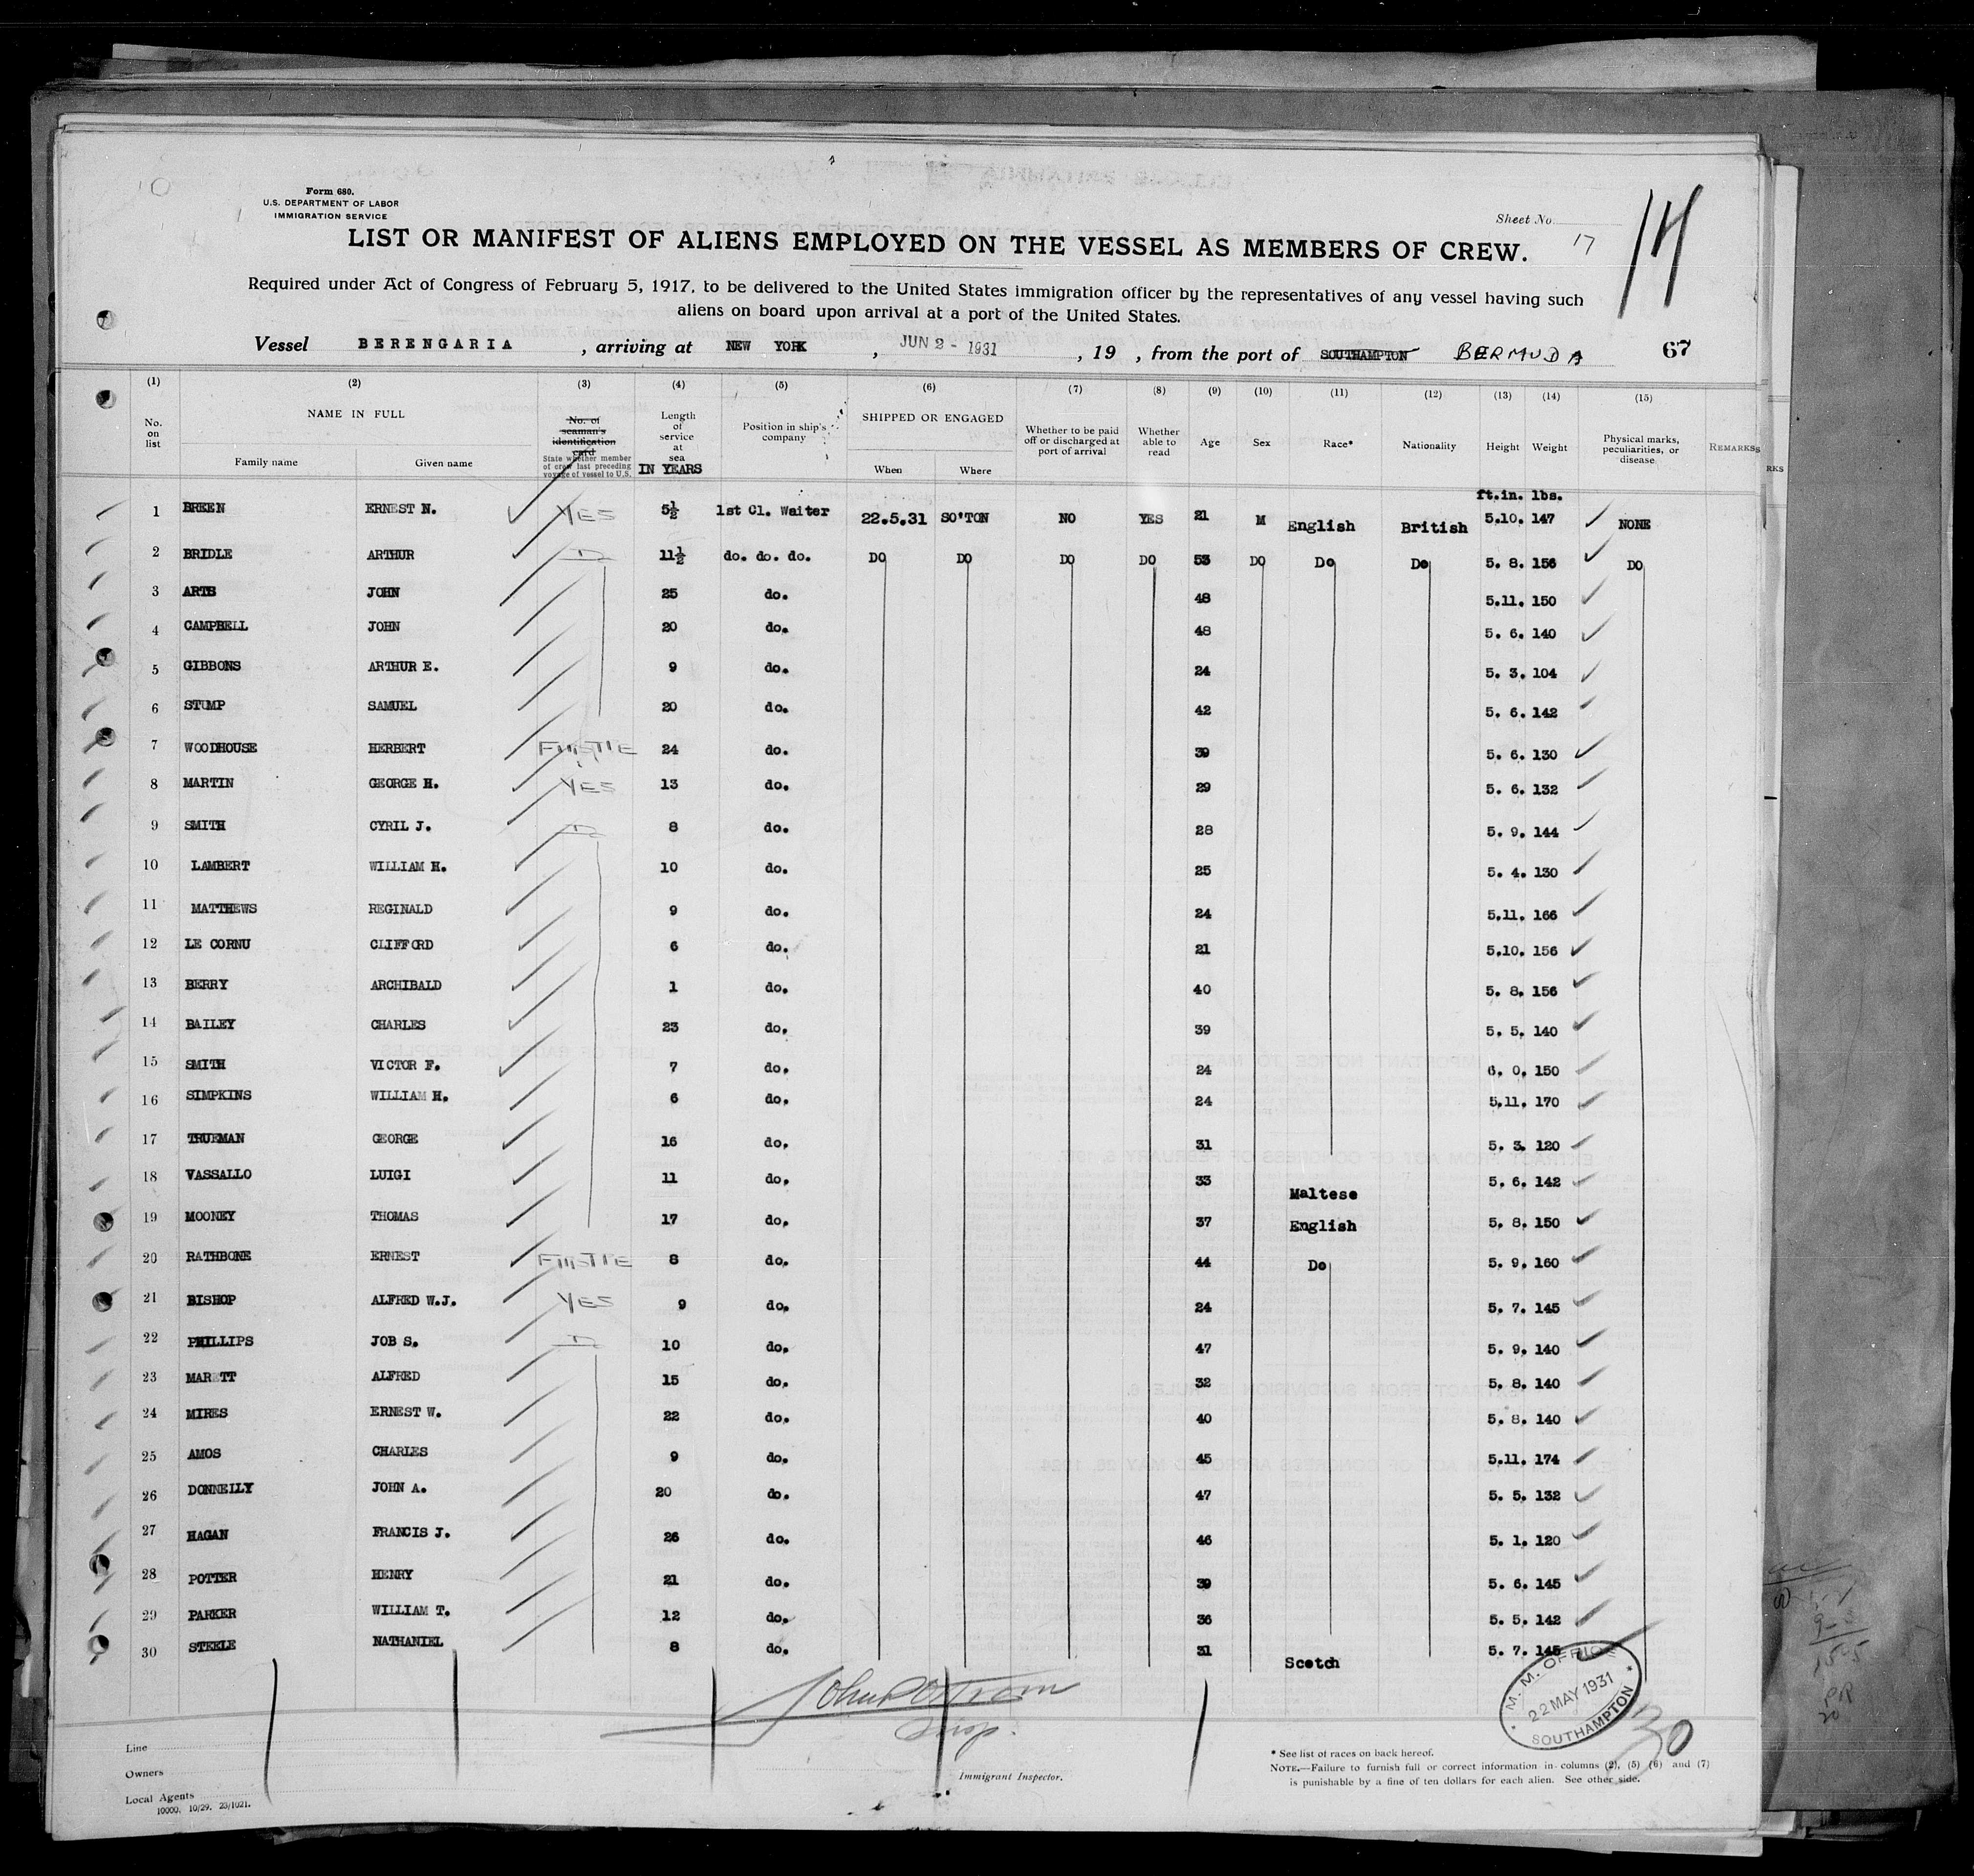 Form 680.
U.S. DEPARTMENT OF LABOR
IMMIGRATION SERVICE
Sheet No.
17
14
LIST OR MANIFEST OF ALIENS EMPLOYED ON THE VESSEL AS MEMBERS OF CREW.
Required under Act of Congress of February 5, 1917, to be delivered to the United States immigration officer by the representatives of any vessel having such
aliens on board upon arrival at a port of the United States.
Vessel BERENGARIA , arriving at NEW YORK , JUN 2 - 1931 , 19 , from the port of SOUTHAMPTON BERMUDA 67
(1) (2) (3) (4) (5) (6) (7) (8) (9) (10) (11) (12) (13) (14) (15)
No. on list NAME IN FULL Family name Given name No. of seaman's identification card State whether member of crew last preceding voyage of vessel to U.S. Length of service at sea IN YEARS Position in ship's company SHIPPED OR ENGAGED When Where Whether to be paid off or discharged at port of arrival Whether able to read Age Sex Race* Nationality Height Weight Physical marks, peculiarities, or disease REMARKS
ft.in. lbs.
1 BREEN ERNEST N. YES 5½ 1st Cl. Waiter 22.5.31 SO'TON NO YES 21 M English British 5.10. 147 NONE
2 BRIDLE ARTHUR 11½ do. do. do. DO DO DO DO 53 DO Do Do 5. 8. 156 DO
3 ARTS JOHN 25 do. 48 5.11. 150
4 CAMPBELL JOHN 20 do. 48 5. 6. 140
5 GIBBONS ARTHUR E. 9 do. 24 5. 3. 104
6 STUMP SAMUEL 20 do. 42 5. 6. 142
7 WOODHOUSE HERBERT 24 do. 39 5. 6. 130
8 MARTIN GEORGE H. YES 13 do. 29 5. 6. 132
9 SMITH CYRIL J. 8 do. 28 5. 9. 144
10 LAMBERT WILLIAM H. 10 do. 25 5. 4. 130
11 MATTHEWS REGINALD 9 do. 24 5.11. 166
12 LE CORNU CLIFFORD 6 do. 21 5.10. 156
13 BERRY ARCHIBALD 1 do. 40 5. 8. 156
14 BAILEY CHARLES 23 do. 39 5. 5. 140
15 SMITH VICTOR F. 7 do. 24 6. 0. 150
16 SIMPKINS WILLIAM H. 6 do. 24 5.11. 170
17 TRUEMAN GEORGE 16 do. 31 5. 3. 120
18 VASSALLO LUIGI 11 do. 33 Maltese 5. 6. 142
19 MOONEY THOMAS 17 do. 37 English 5. 8. 150
20 RATHBONE ERNEST 8 do. 44 Do 5. 9. 160
21 BISHOP ALFRED W.J. YES 9 do. 24 5. 7. 145
22 PHILLIPS JOB S. 10 do. 47 5. 9. 140
23 MARETT ALFRED 15 do. 32 5. 8. 140
24 MIRES ERNEST W. 22 do. 40 5. 8. 140
25 AMOS CHARLES 9 do. 45 5.11. 174
26 DONNELLY JOHN A. 20 do. 47 5. 5. 132
27 HAGAN FRANCIS J. 26 do. 46 5. 1. 120
28 POTTER HENRY 21 do. 39 5. 6. 145
29 PARKER WILLIAM T. 12 do. 36 5. 5. 142
30 STEELE NATHANIEL 8 do. 31 Scotch 5. 7. 145
M. M. OFFICE
22 MAY 1931
SOUTHAMPTON
30
Insp.
Line
Owners
Local Agents
10000, 10/29. 23/1021.
Immigrant Inspector.
* See list of races on back hereof.
NOTE.—Failure to furnish full or correct information in columns (2), (5) (6) and (7)
is punishable by a fine of ten dollars for each alien. See other side.